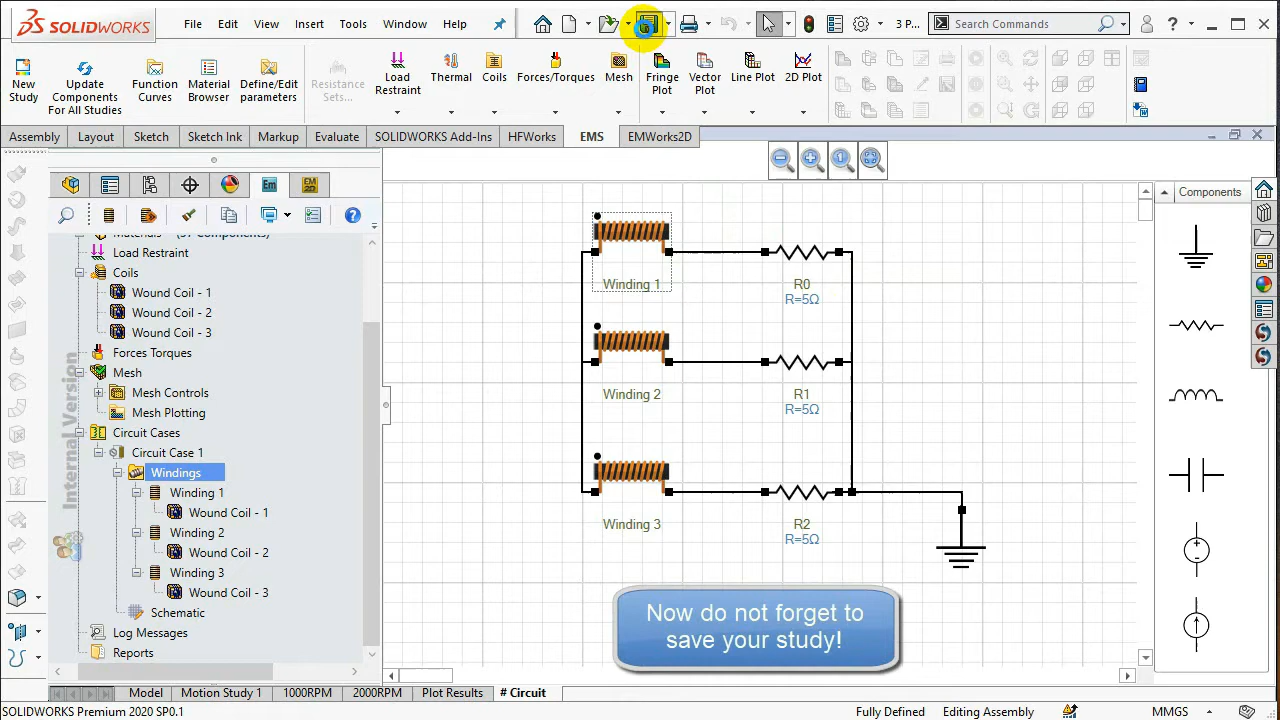 SOLIDWORKS
File Edit View Insert Tools Window Help
3 P...
Search Commands
New Study
Update Components For All Studies
Function Curves
Material Browser
Define/Edit parameters
Resistance Sets...
Load Restraint
Thermal
Coils
Forces/Torques
Mesh
Fringe Plot
Vector Plot
Line Plot
2D Plot
Assembly Layout Sketch Sketch Ink Markup Evaluate SOLIDWORKS Add-Ins HFWorks EMS EMWorks2D
Load Restraint
Coils
Wound Coil - 1
Wound Coil - 2
Wound Coil - 3
Forces Torques
Mesh
Mesh Controls
Mesh Plotting
Circuit Cases
Circuit Case 1
Windings
Winding 1
Wound Coil - 1
Winding 2
Wound Coil - 2
Winding 3
Wound Coil - 3
Schematic
Log Messages
Reports
Internal Version
Winding 1
R0
R=5Ω
Winding 2
R1
R=5Ω
Winding 3
R2
R=5Ω
Components
Now do not forget to
save your study!
Model Motion Study 1 1000RPM 2000RPM Plot Results # Circuit
SOLIDWORKS Premium 2020 SP0.1
Fully Defined Editing Assembly MMGS